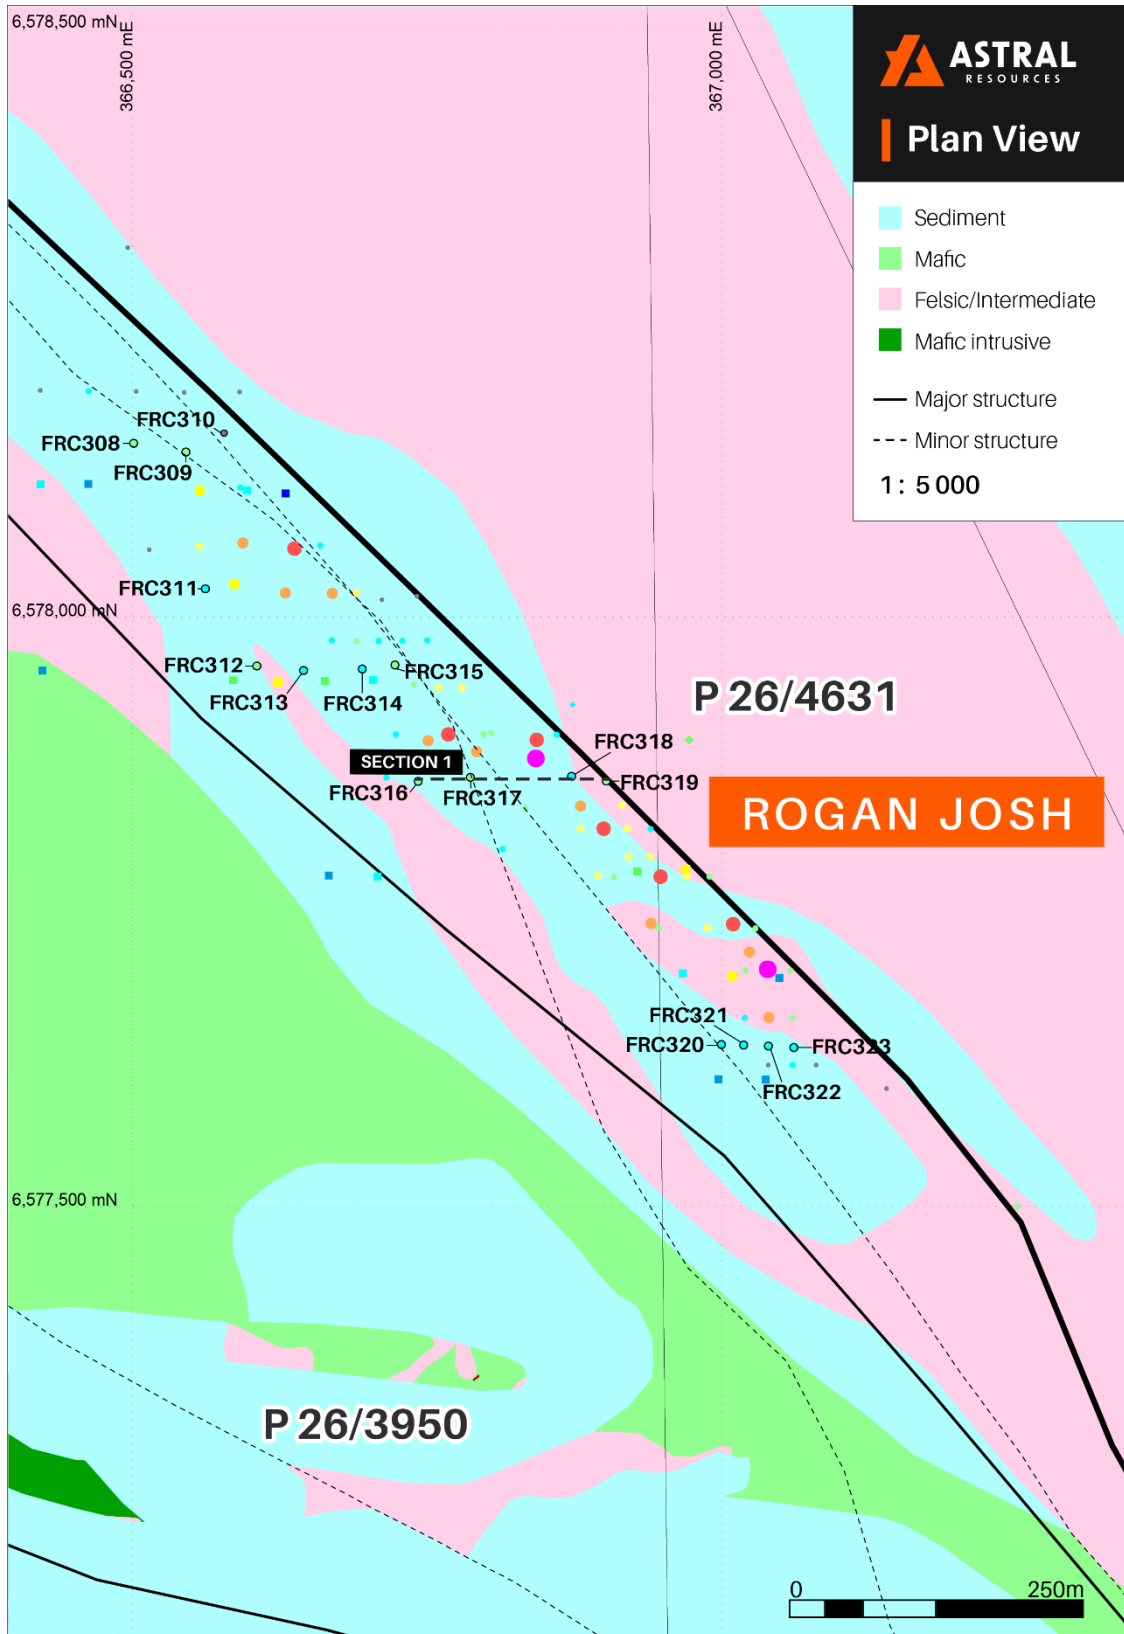 6,578,500 mN
366,500 mE
367,000 mE
ASTRAL
RESOURCES
Plan View
Sediment
Mafic
Felsic/Intermediate
Mafic intrusive
Major structure
Minor structure
1: 5 000
FRC310
FRC308
FRC309
FRC311
6,578,000 mN
FRC312
FRC315
FRC313
FRC314
P 26/4631
SECTION 1
FRC318
FRC316
FRC317
FRC319
ROGAN JOSH
FRC321
FRC320
FRC323
FRC322
6,577,500 mN
P 26/3950
0
250m